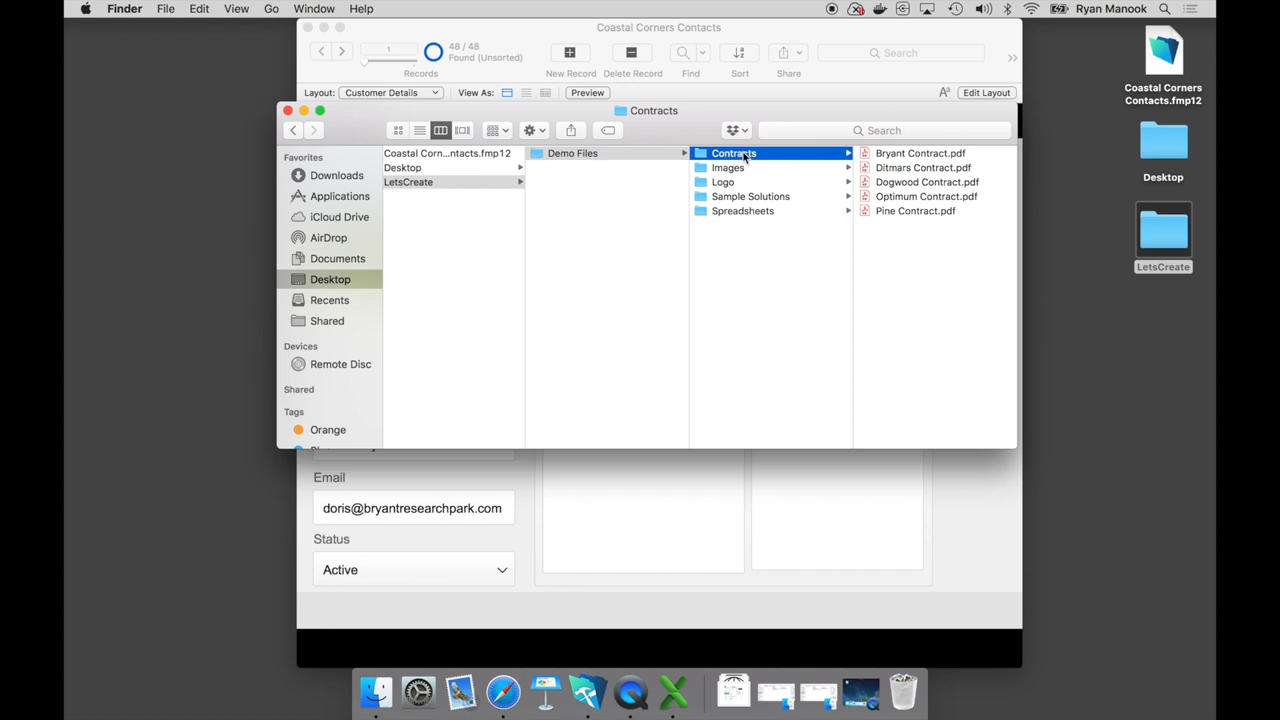 Finder File Edit View Go Window Help Ryan Manook
Coastal Corners Contacts
1
48 / 48
Found (Unsorted)
Search
Records New Record Delete Record Find Sort Share
Layout: Customer Details View As: Preview Aa Edit Layout
Contracts
Search
Favorites
Downloads
Applications
iCloud Drive
AirDrop
Documents
Desktop
Recents
Shared
Devices
Remote Disc
Shared
Tags
Orange
Coastal Corn...ntacts.fmp12
Desktop
LetsCreate
Demo Files
Contracts
Images
Logo
Sample Solutions
Spreadsheets
Bryant Contract.pdf
Ditmars Contract.pdf
Dogwood Contract.pdf
Optimum Contract.pdf
Pine Contract.pdf
Email
doris@bryantresearchpark.com
Status
Active
Coastal Corners
Contacts.fmp12
Desktop
LetsCreate